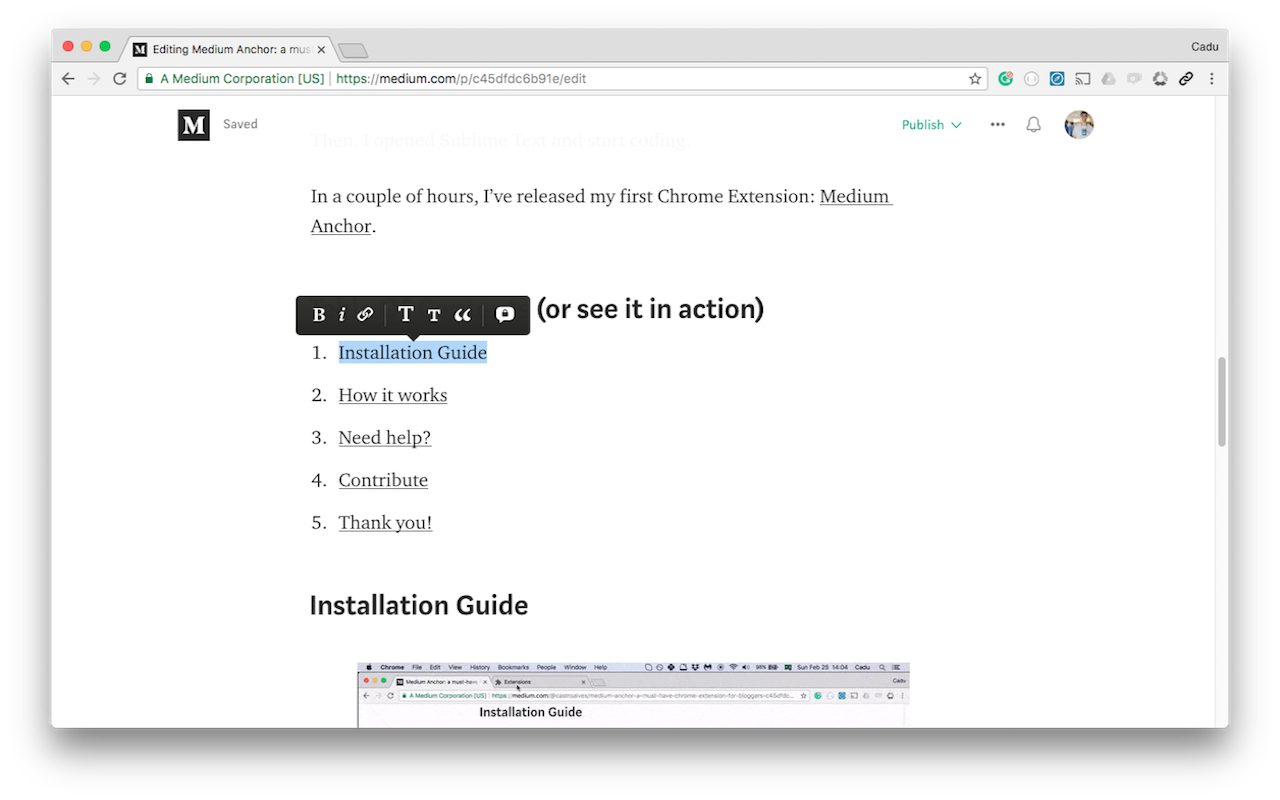 Editing Medium Anchor: a mus
Cadu
A Medium Corporation [US] | https://medium.com/p/c45dfdc6b91e/edit
M Saved
Publish
Then, I opened Sublime Text and start coding.
In a couple of hours, I’ve released my first Chrome Extension: Medium
Anchor.
B i T T “ (or see it in action)
1. Installation Guide
2. How it works
3. Need help?
4. Contribute
5. Thank you!
Installation Guide
Chrome File Edit View History Bookmarks People Window Help 98% Sun Feb 25 14:04 Cadu
Medium Anchor: a must-have Extensions Cadu
A Medium Corporation [US] https://medium.com/@castroalves/medium-anchor-a-must-have-chrome-extension-for-bloggers-c45dfdc...
Installation Guide